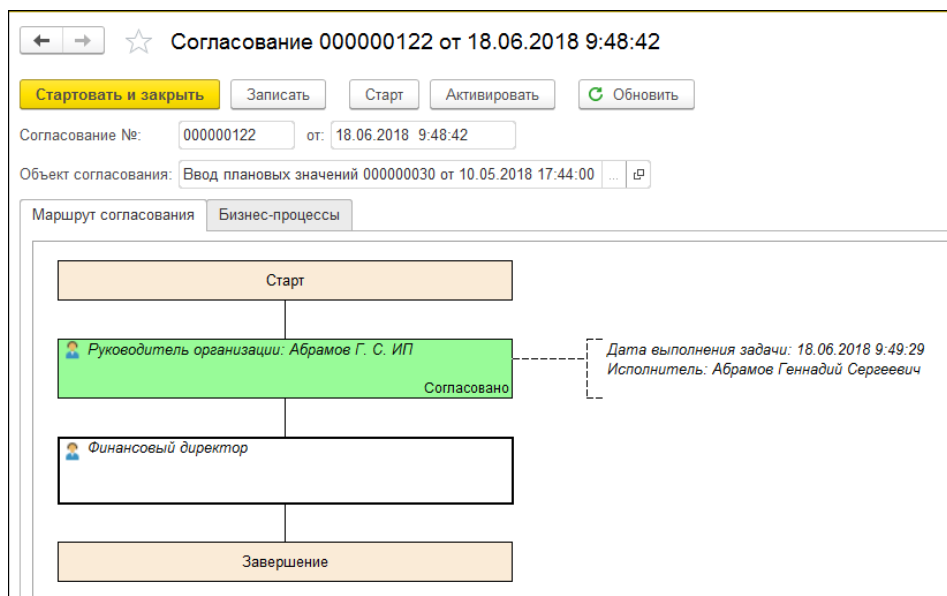 Согласование 000000122 от 18.06.2018 9:48:42
Стартовать и закрыть Записать Старт Активировать Обновить
Согласование №: 000000122 от: 18.06.2018 9:48:42
Объект согласования: Ввод плановых значений 000000030 от 10.05.2018 17:44:00 ...
Маршрут согласования Бизнес-процессы
Старт
Руководитель организации: Абрамов Г. С. ИП
Согласовано
Дата выполнения задачи: 18.06.2018 9:49:29
Исполнитель: Абрамов Геннадий Сергеевич
Финансовый директор
Завершение